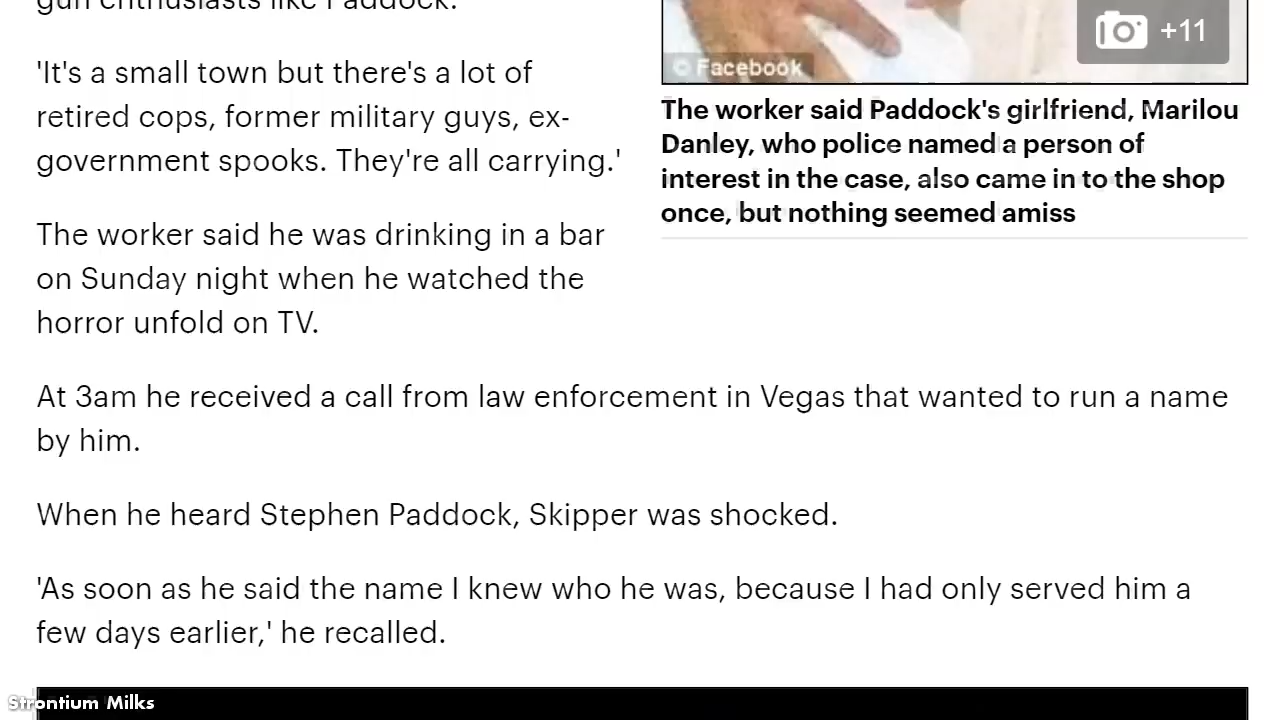 gun enthusiasts like Paddock.
'It's a small town but there's a lot of
retired cops, former military guys, ex-
government spooks. They're all carrying.'
The worker said he was drinking in a bar
on Sunday night when he watched the
horror unfold on TV.
+11
© Facebook
The worker said Paddock's girlfriend, Marilou
Danley, who police named a person of
interest in the case, also came in to the shop
once, but nothing seemed amiss
At 3am he received a call from law enforcement in Vegas that wanted to run a name
by him.
When he heard Stephen Paddock, Skipper was shocked.
'As soon as he said the name I knew who he was, because I had only served him a
few days earlier,' he recalled.
Strontium Milks